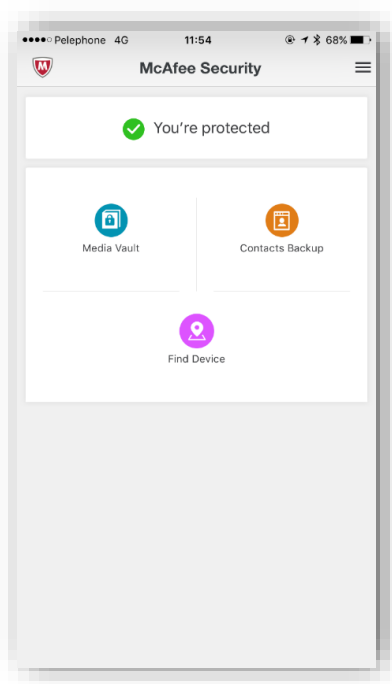 Pelephone 4G 11:54 68%
McAfee Security
You're protected
Media Vault Contacts Backup
Find Device